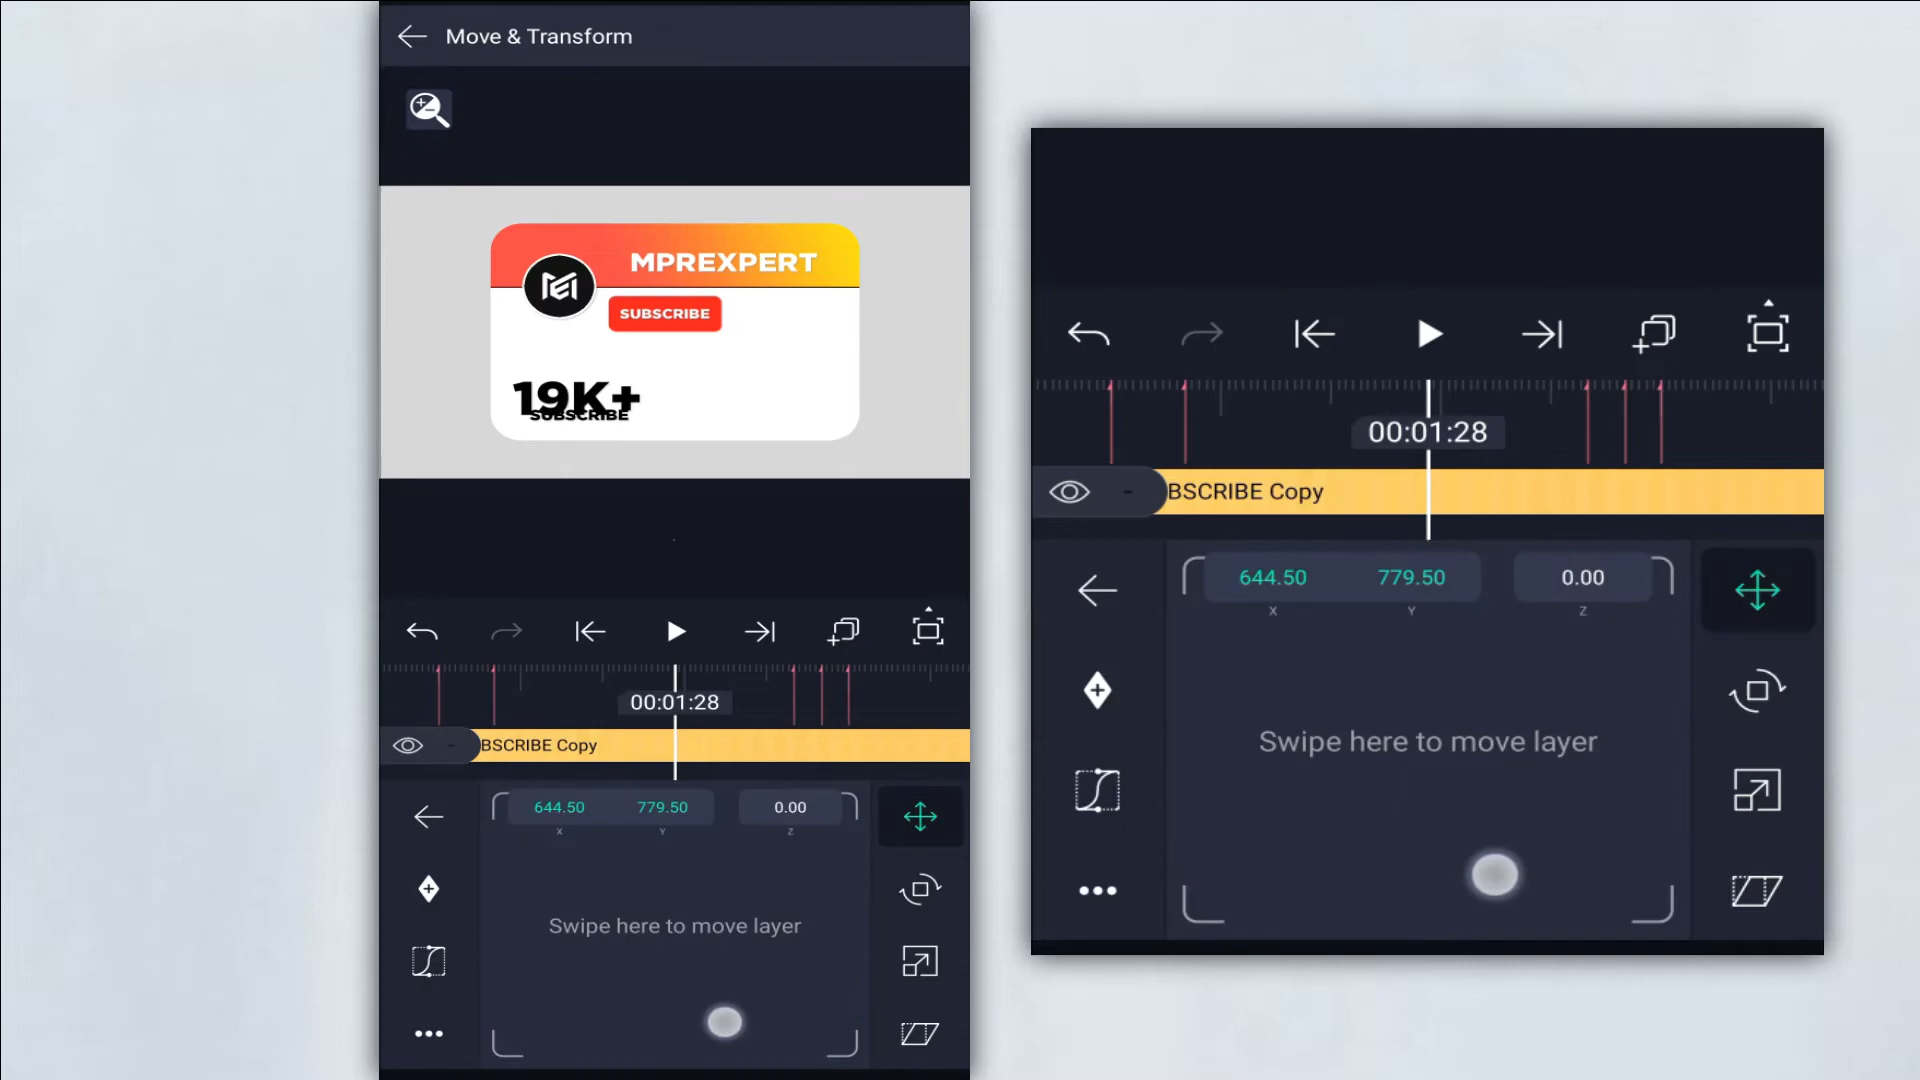 Move & Transform
MPREXPERT
SUBSCRIBE
19K+
SUBSCRIBE
00:01:28
BSCRIBE Copy
644.50 779.50 0.00
X Y Z
Swipe here to move layer
00:01:28
BSCRIBE Copy
644.50 779.50 0.00
X Y Z
Swipe here to move layer